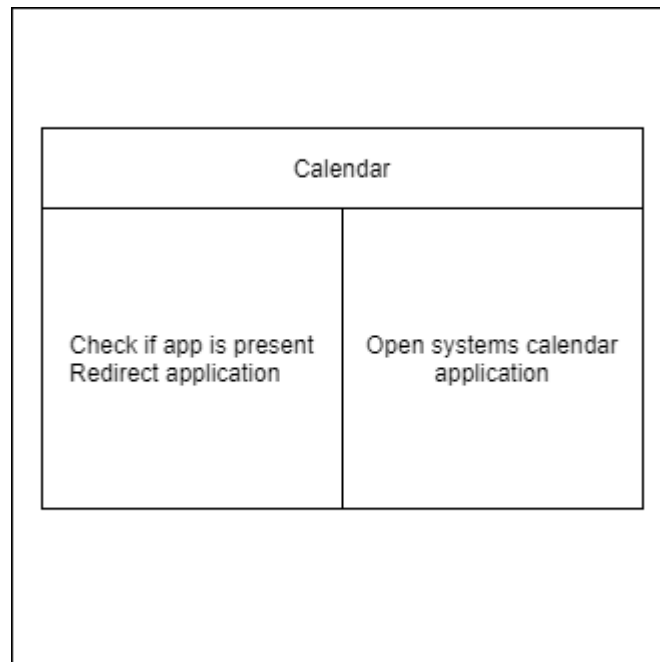 Calendar
Check if app is present
Redirect application
Open systems calendar
application